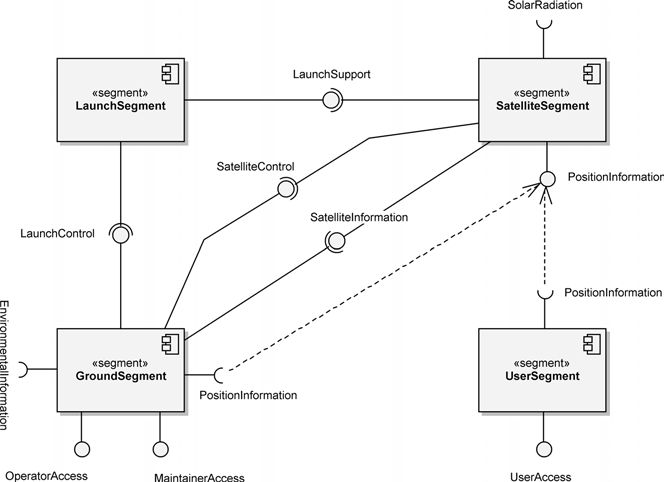 SolarRadiation
«segment»
LaunchSegment
LaunchSupport
«segment»
SatelliteSegment
SatelliteControl
PositionInformation
SatelliteInformation
LaunchControl
PositionInformation
EnvironmentalInformation
«segment»
GroundSegment
PositionInformation
«segment»
UserSegment
OperatorAccess
MaintainerAccess
UserAccess